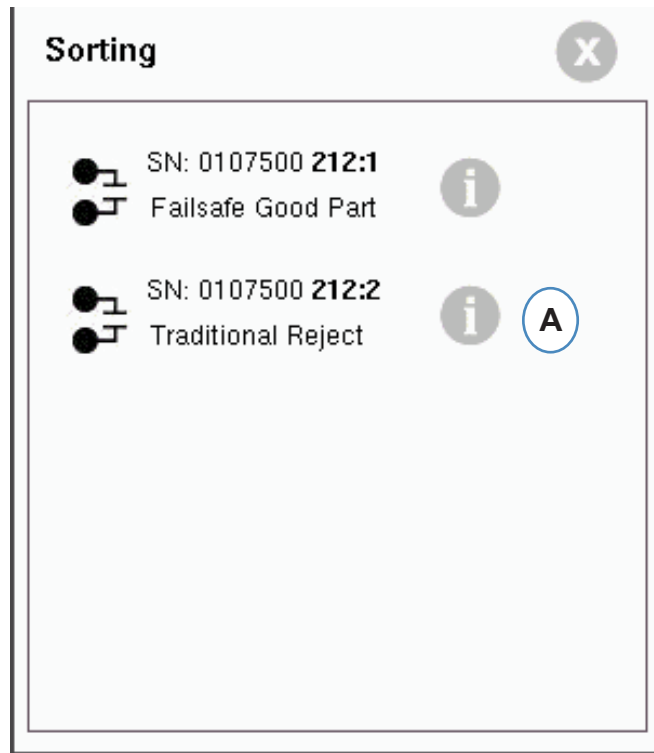 Sorting
X
SN: 0107500 212:1
i
Failsafe Good Part
SN: 0107500 212:2
i
A
Traditional Reject